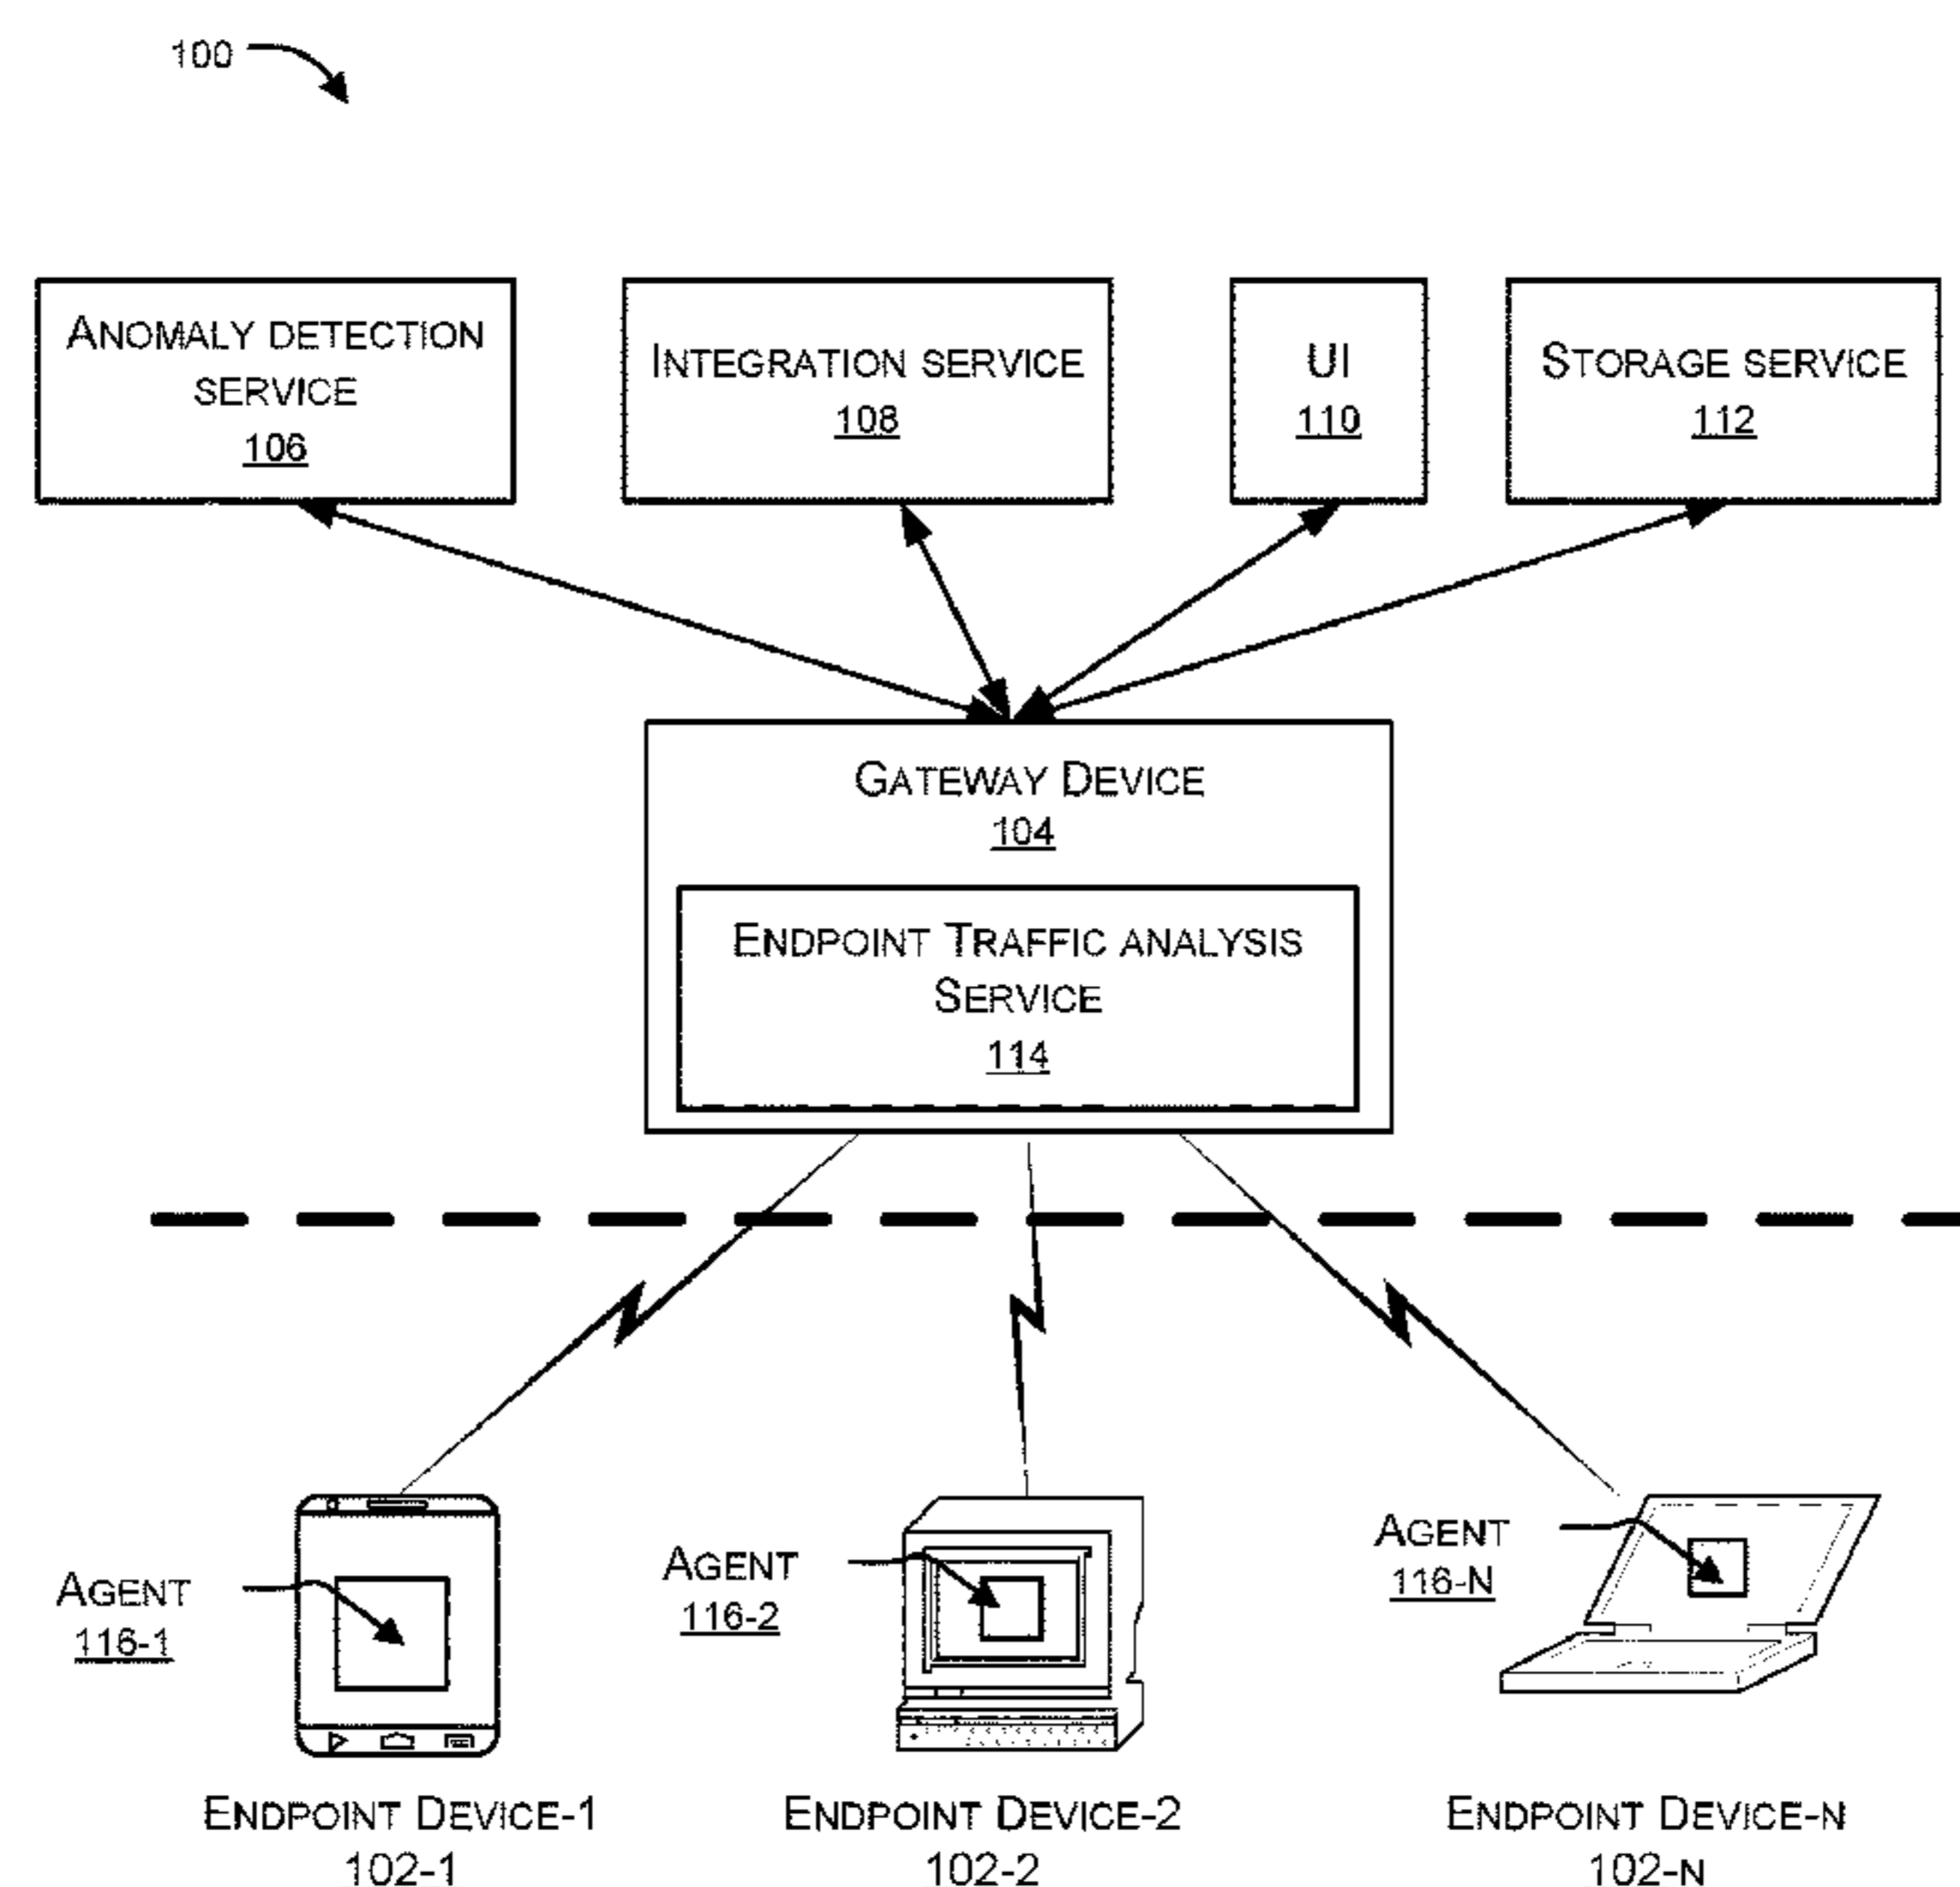 100
ANOMALY DETECTION
SERVICE
106
INTEGRATION SERVICE
108
UI
110
STORAGE SERVICE
112
GATEWAY DEVICE
104
ENDPOINT TRAFFIC ANALYSIS
SERVICE
114
AGENT
116-1
AGENT
116-2
AGENT
116-N
ENDPOINT DEVICE-1
102-1
ENDPOINT DEVICE-2
102-2
ENDPOINT DEVICE-N
102-N